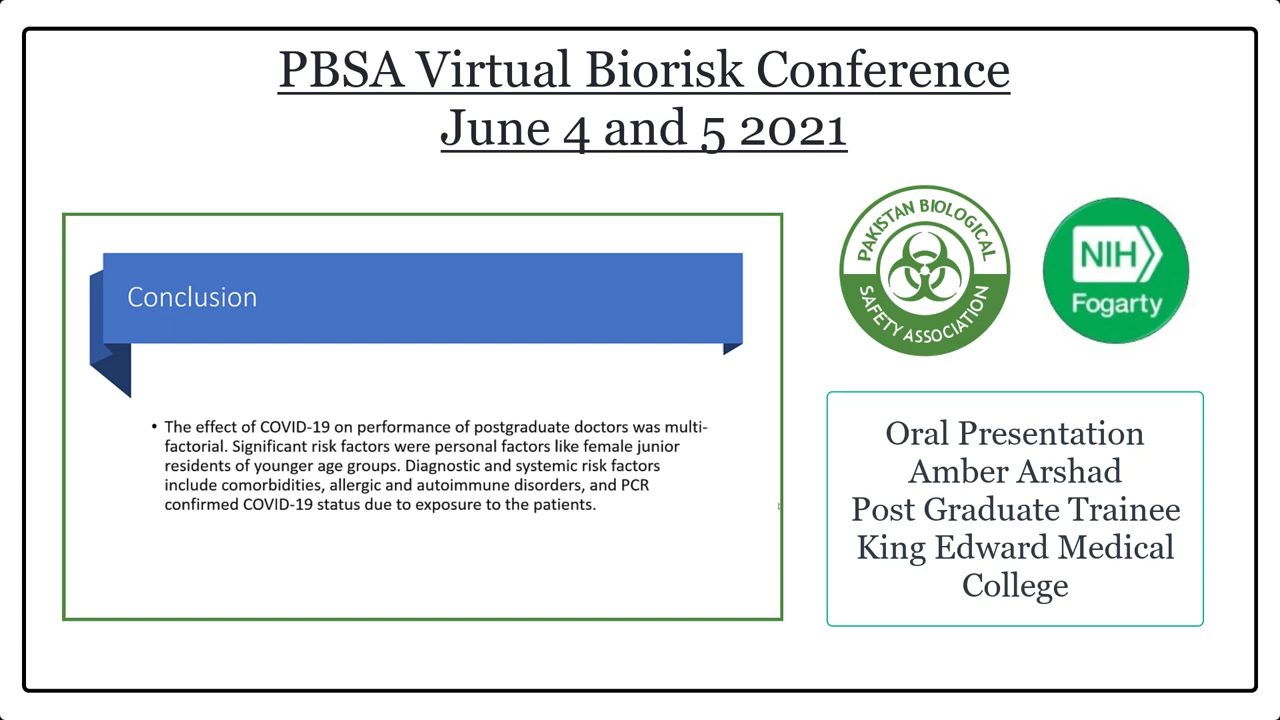 PBSA Virtual Biorisk Conference
June 4 and 5 2021
PAKISTAN BIOLOGICAL
SAFETY ASSOCIATION
NIH
Fogarty
Conclusion
• The effect of COVID-19 on performance of postgraduate doctors was multi-
factorial. Significant risk factors were personal factors like female junior
residents of younger age groups. Diagnostic and systemic risk factors
include comorbidities, allergic and autoimmune disorders, and PCR
confirmed COVID-19 status due to exposure to the patients.
Oral Presentation
Amber Arshad
Post Graduate Trainee
King Edward Medical
College